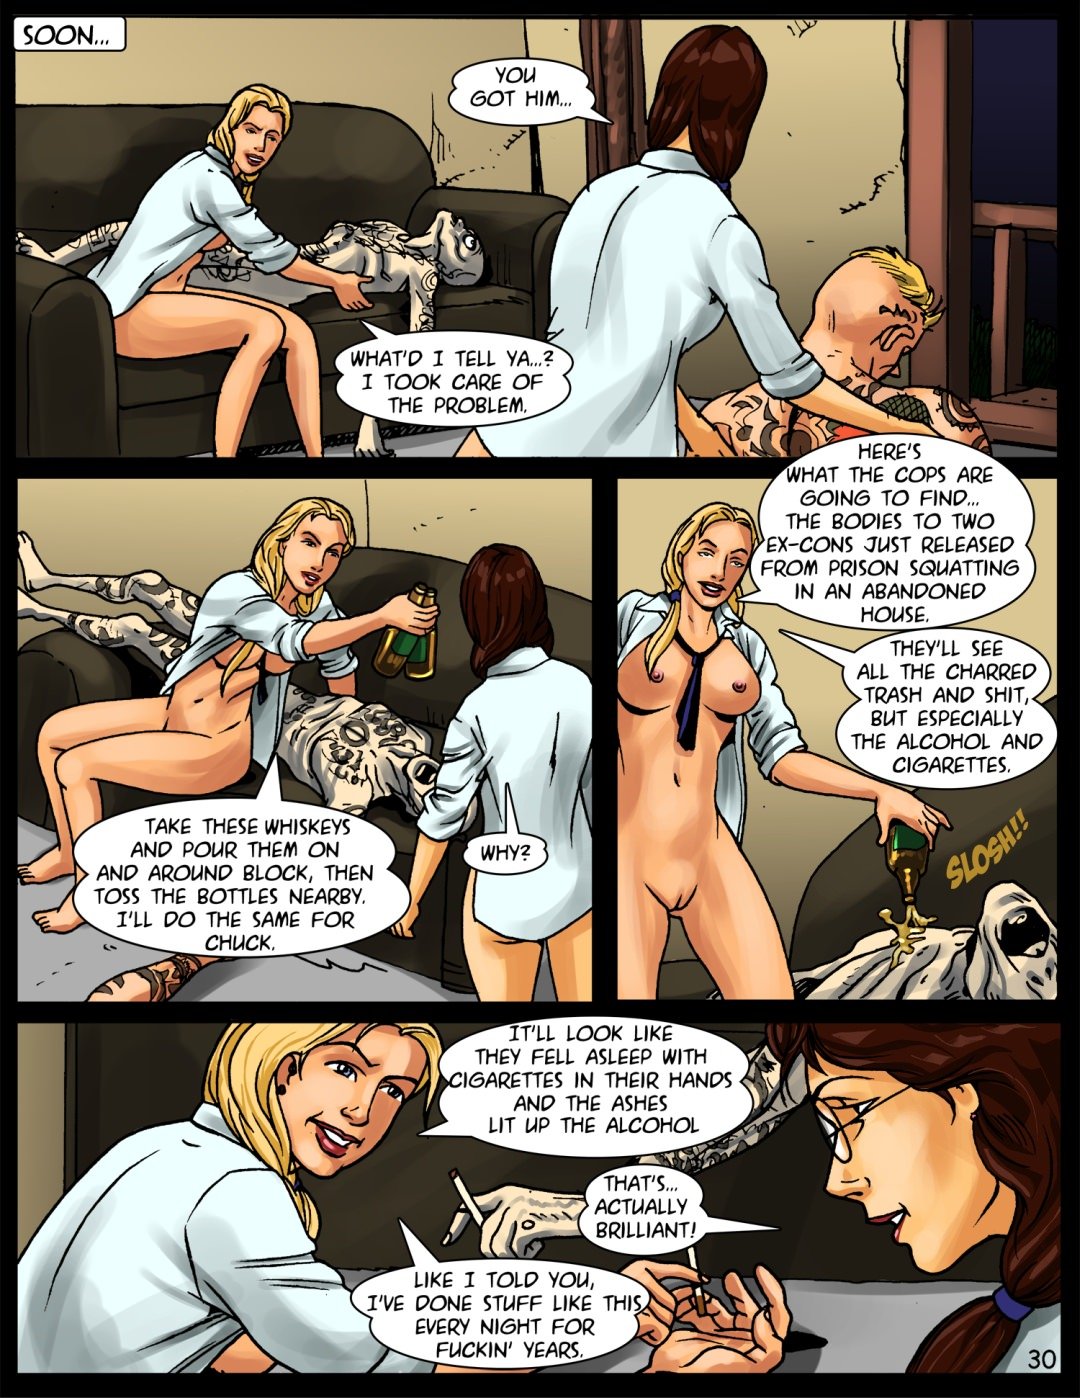 SOON...
YOU
GOT HIM...
WHAT'D I TELL YA...?
I TOOK CARE OF
THE PROBLEM.
TAKE THESE WHISKEYS
AND POUR THEM ON
AND AROUND BLOCK, THEN
TOSS THE BOTTLES NEARBY.
I'LL DO THE SAME FOR
CHUCK.
WHY?
HERE'S
WHAT THE COPS ARE
GOING TO FIND...
THE BODIES TO TWO
EX-CONS JUST RELEASED
FROM PRISON SQUATTING
IN AN ABANDONED
HOUSE.
THEY'LL SEE
ALL THE CHARRED
TRASH AND SHIT,
BUT ESPECIALLY
THE ALCOHOL AND
CIGARETTES.
SLOSH!!
IT'LL LOOK LIKE
THEY FELL ASLEEP WITH
CIGARETTES IN THEIR HANDS
AND THE ASHES
LIT UP THE ALCOHOL
THAT'S...
ACTUALLY
BRILLIANT!
LIKE I TOLD YOU,
I'VE DONE STUFF LIKE THIS
EVERY NIGHT FOR
FUCKIN' YEARS.
30